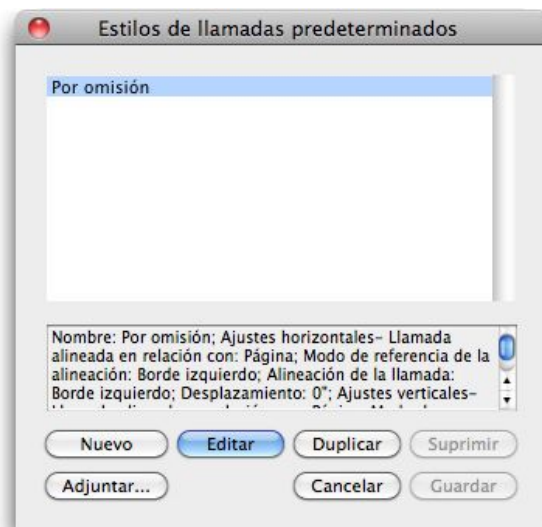 Estilos de llamadas predeterminados
Por omisión
Nombre: Por omisión; Ajustes horizontales– Llamada
alineada en relación con: Página; Modo de referencia de la
alineación: Borde izquierdo; Alineación de la llamada:
Borde izquierdo; Desplazamiento: 0"; Ajustes verticales–
Nuevo Editar Duplicar Suprimir
Adjuntar... Cancelar Guardar